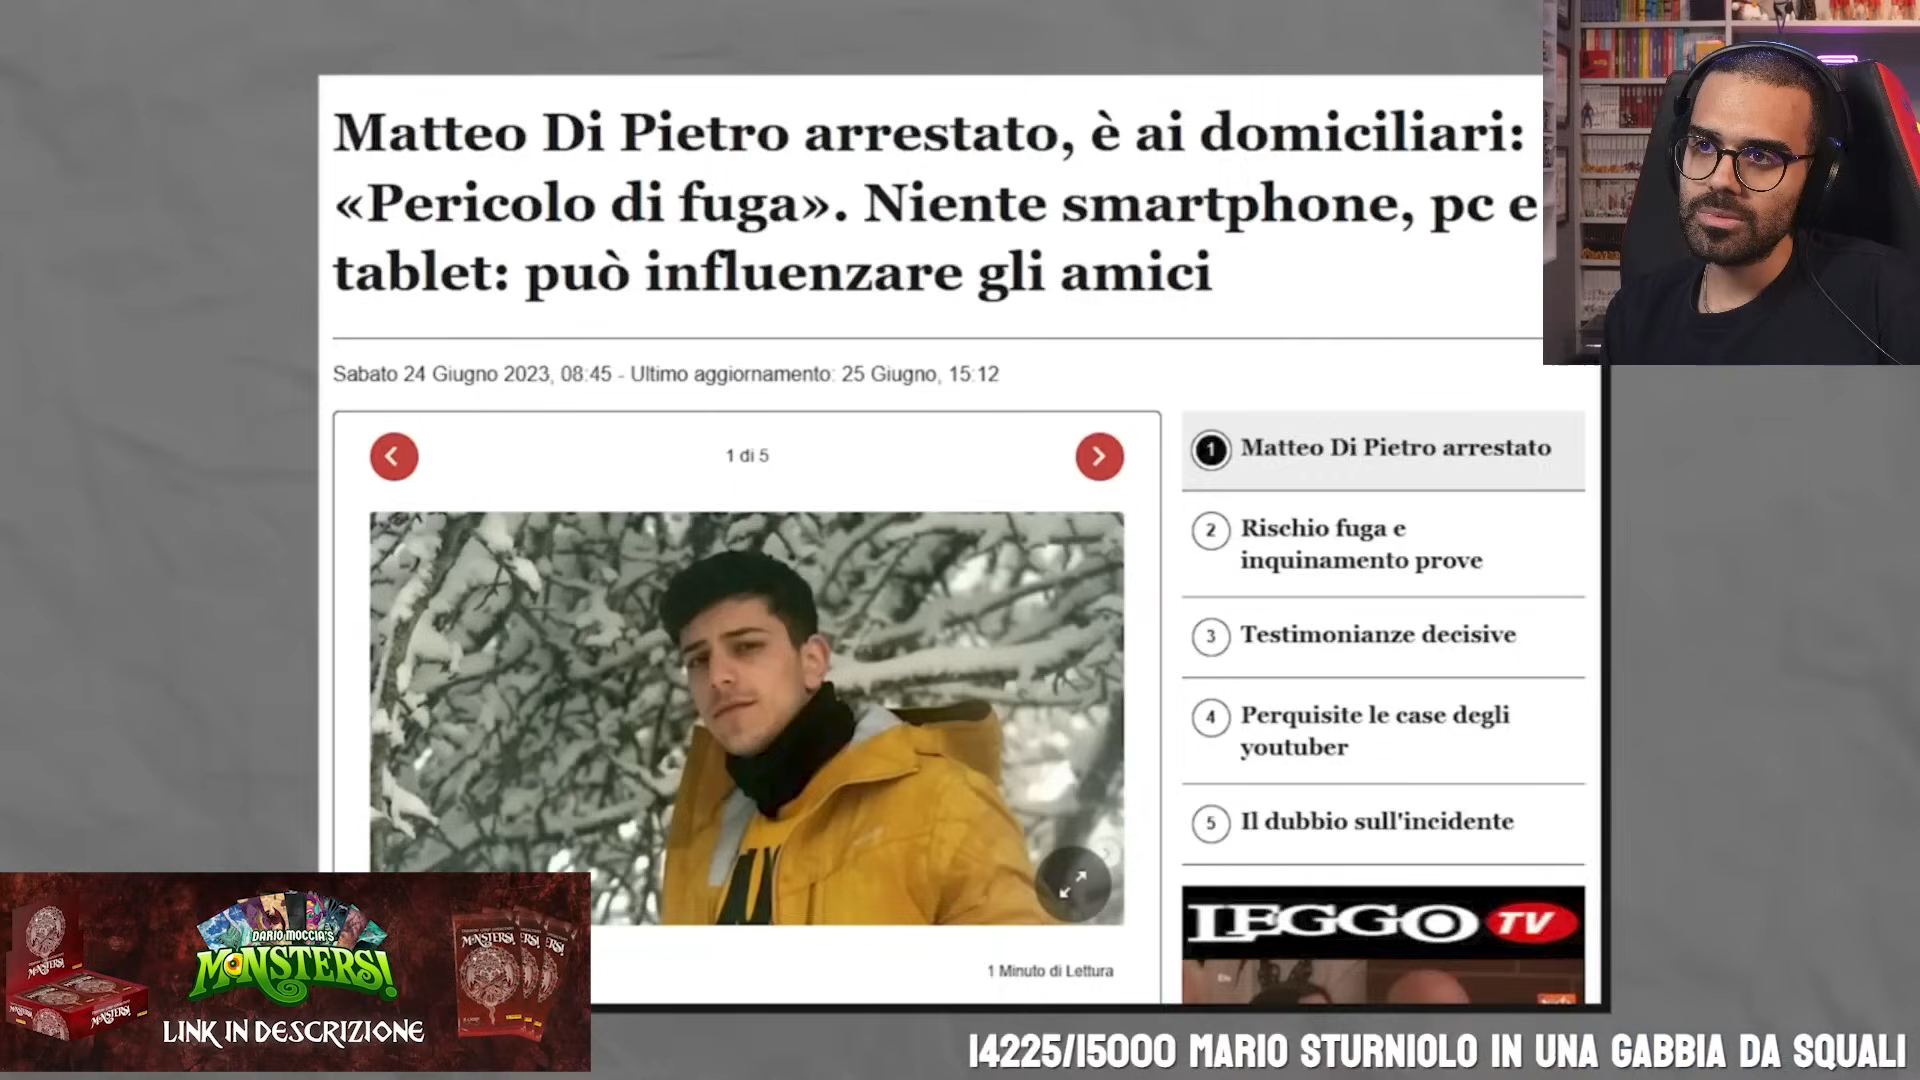 Matteo Di Pietro arrestato, è ai domiciliari:
«Pericolo di fuga». Niente smartphone, pc e
tablet: può influenzare gli amici
Sabato 24 Giugno 2023, 08:45 - Ultimo aggiornamento: 25 Giugno, 15:12
1 di 5
1 Matteo Di Pietro arrestato
2 Rischio fuga e
inquinamento prove
3 Testimonianze decisive
4 Perquisite le case degli
youtuber
5 Il dubbio sull'incidente
LEGGO TV
1 Minuto di Lettura
DARIO MOCCIA'S
MONSTERS!
LINK IN DESCRIZIONE
MONSTERS!
MONSTERS!
14225/15000 MARIO STURNIOLO IN UNA GABBIA DA SQUALI